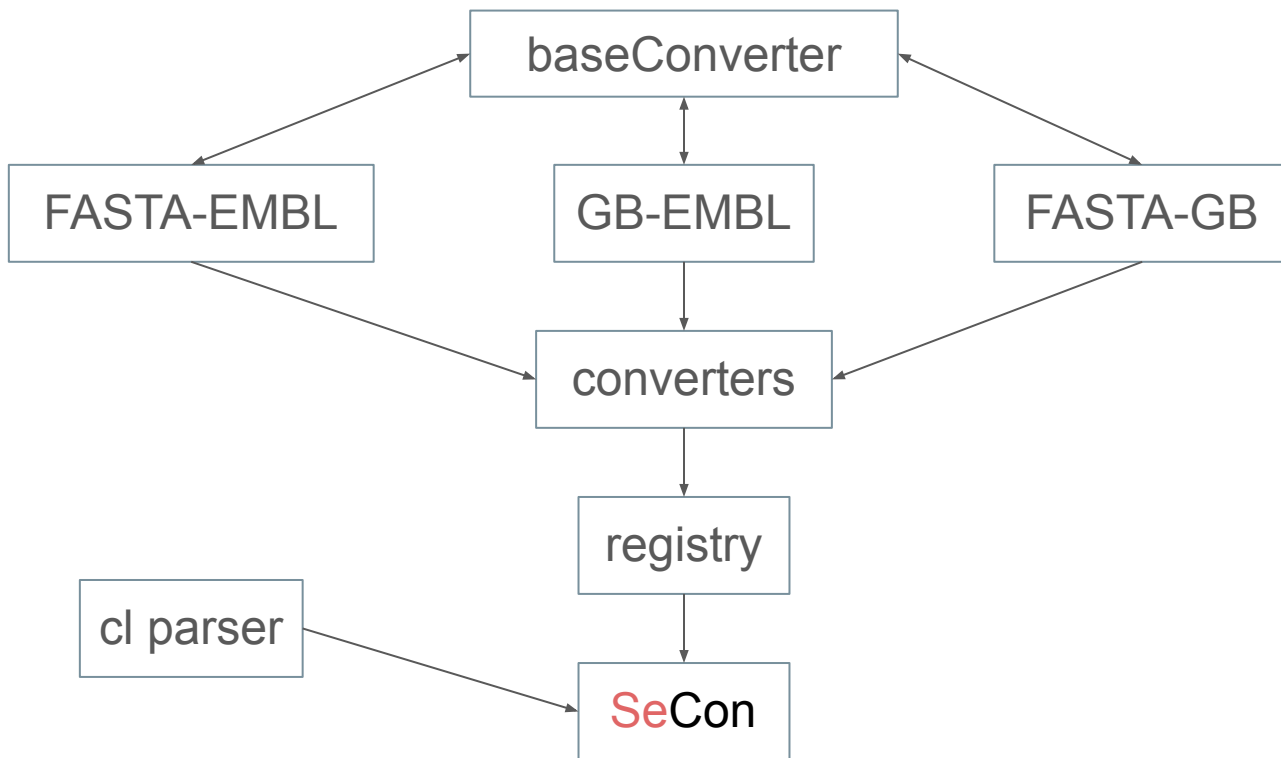 baseConverter
FASTA-EMBL
GB-EMBL
FASTA-GB
converters
registry
cl parser
SeCon